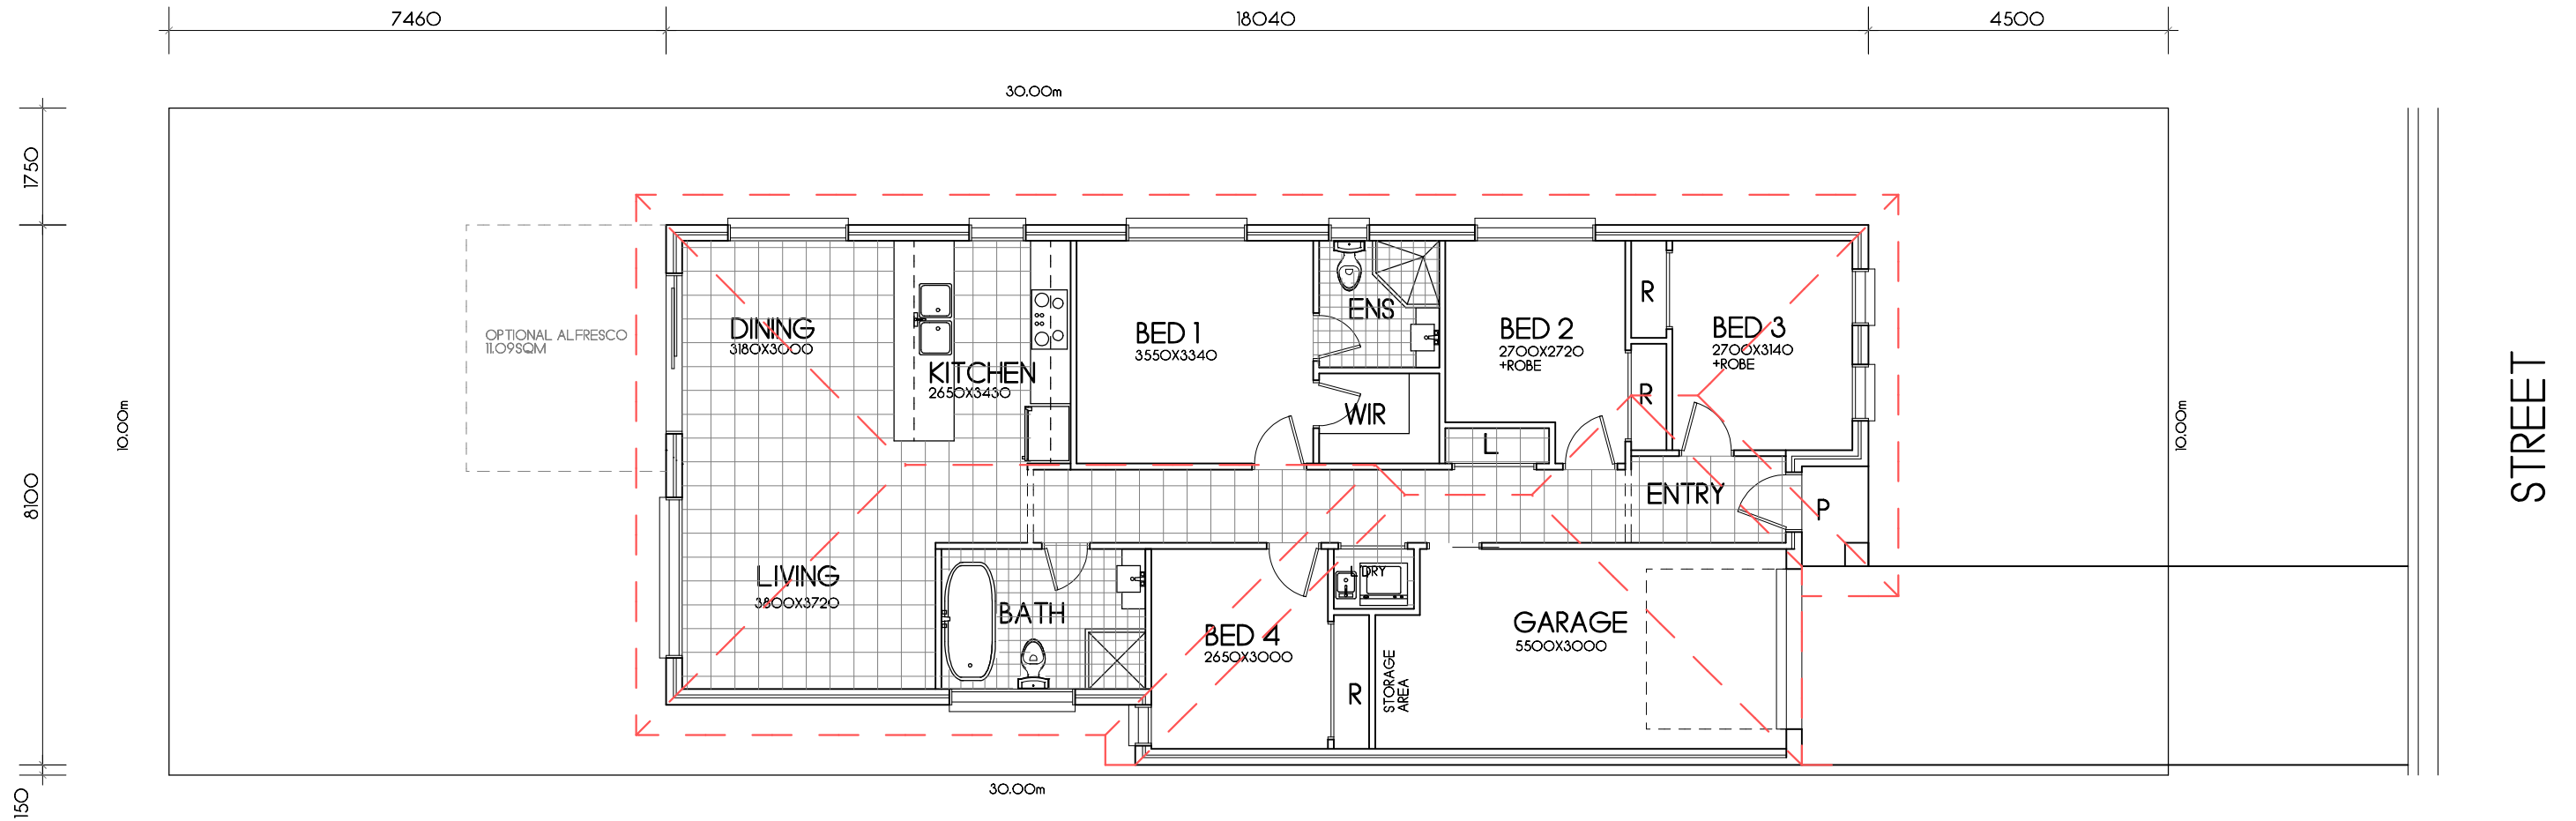 7460
18040
4500
30.00m
1750
8100
150
10.00m
10.00m
STREET
OPTIONAL ALFRESCO
11.09SQM
DINING
3180X3000
KITCHEN
2650X3430
BED 1
3550X3340
ENS
WIR
BED 2
2700X2720
+ROBE
L
R
R
BED 3
2700X3140
+ROBE
ENTRY
P
LIVING
3800X3720
BATH
BED 4
2650X3000
L'DRY
R
STORAGE
AREA
GARAGE
5500X3000
30.00m